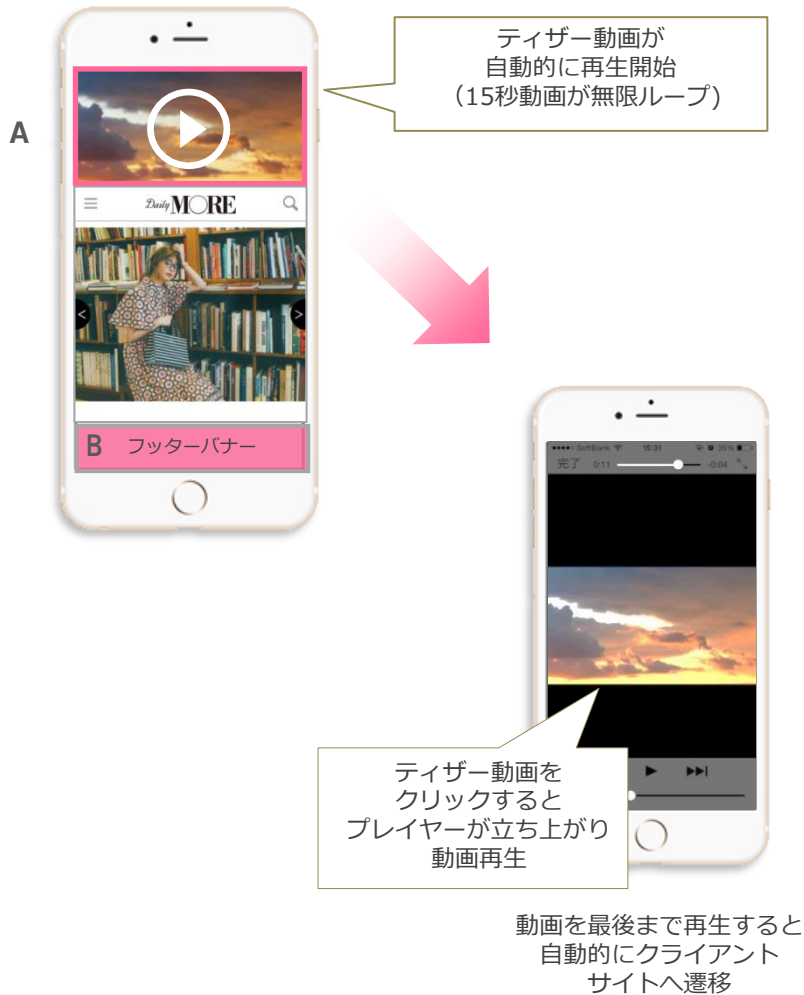 ティザー動画が
自動的に再生開始
（15秒動画が無限ループ)
A
Daily MORE
< >
B フッターバナー
SoftBank 15:31 35%
完了 0:11 -0:04
ティザー動画を
クリックすると
プレイヤーが立ち上がり
動画再生
動画を最後まで再生すると
自動的にクライアント
サイトへ遷移